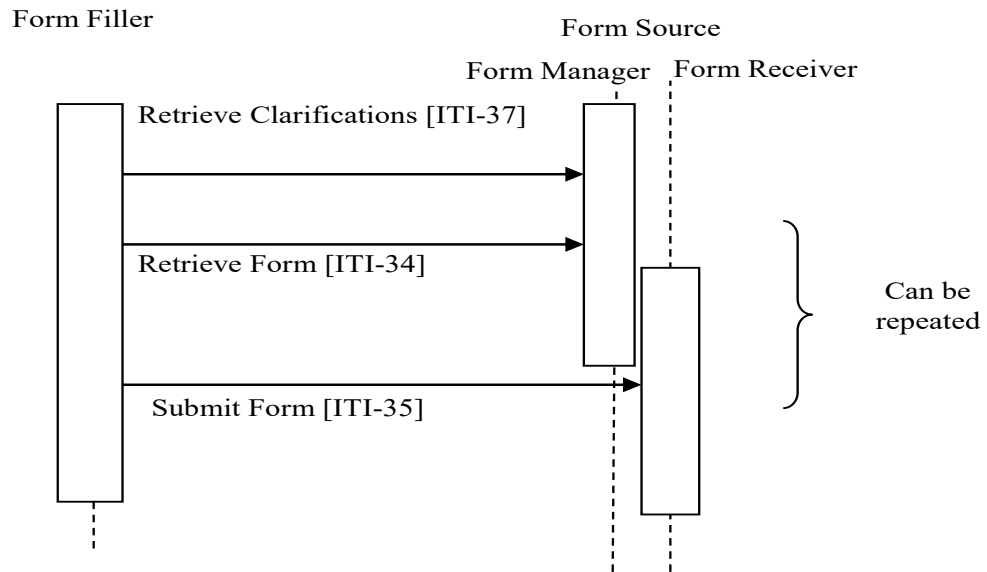 Form Filler
Form Source
Form Manager
Form Receiver
Retrieve Clarifications [ITI-37]
Retrieve Form [ITI-34]
Can be
repeated
Submit Form [ITI-35]